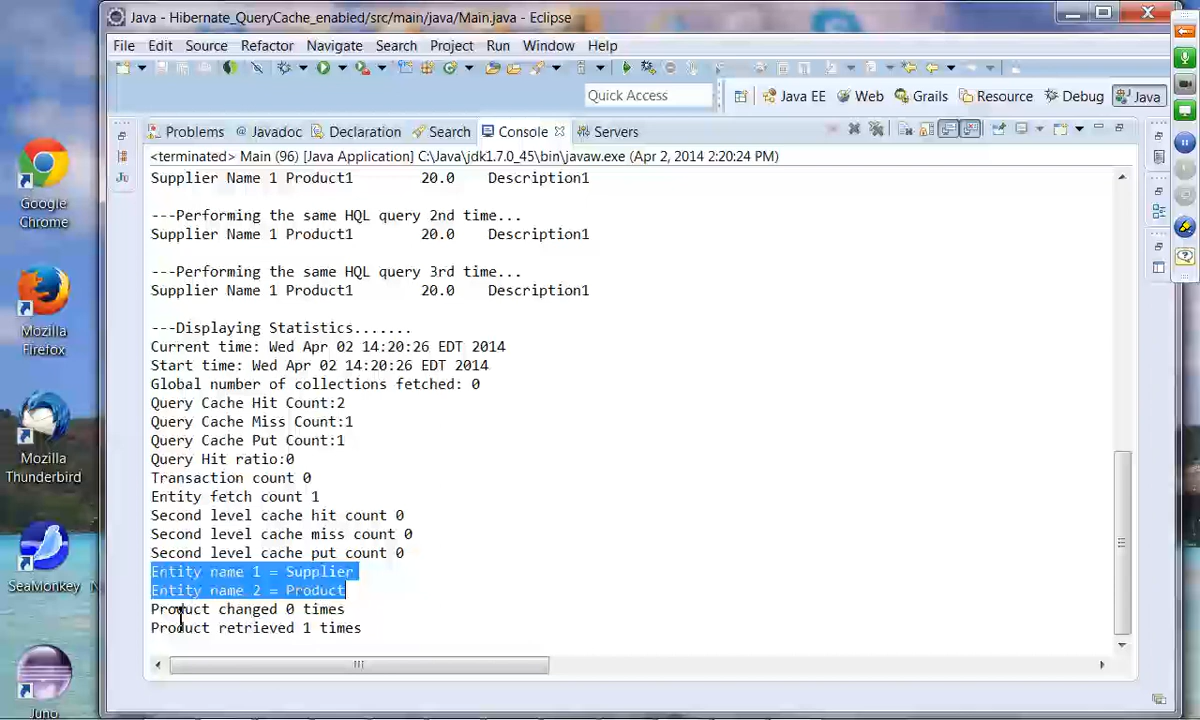 Java - Hibernate_QueryCache_enabled/src/main/java/Main.java - Eclipse
File Edit Source Refactor Navigate Search Project Run Window Help
Quick Access
Java EE Web Grails Resource Debug Java
Problems @ Javadoc Declaration Search Console Servers
<terminated> Main (96) [Java Application] C:\Java\jdk1.7.0_45\bin\javaw.exe (Apr 2, 2014 2:20:24 PM)
Supplier Name 1 Product1 20.0 Description1
---Performing the same HQL query 2nd time...
Supplier Name 1 Product1 20.0 Description1
---Performing the same HQL query 3rd time...
Supplier Name 1 Product1 20.0 Description1
---Displaying Statistics.......
Current time: Wed Apr 02 14:20:26 EDT 2014
Start time: Wed Apr 02 14:20:26 EDT 2014
Global number of collections fetched: 0
Query Cache Hit Count:2
Query Cache Miss Count:1
Query Cache Put Count:1
Query Hit ratio:0
Transaction count 0
Entity fetch count 1
Second level cache hit count 0
Second level cache miss count 0
Second level cache put count 0
Entity name 1 = Supplier
Entity name 2 = Product
Product changed 0 times
Product retrieved 1 times
Google
Chrome
Mozilla
Firefox
Mozilla
Thunderbird
SeaMonkey
Juno